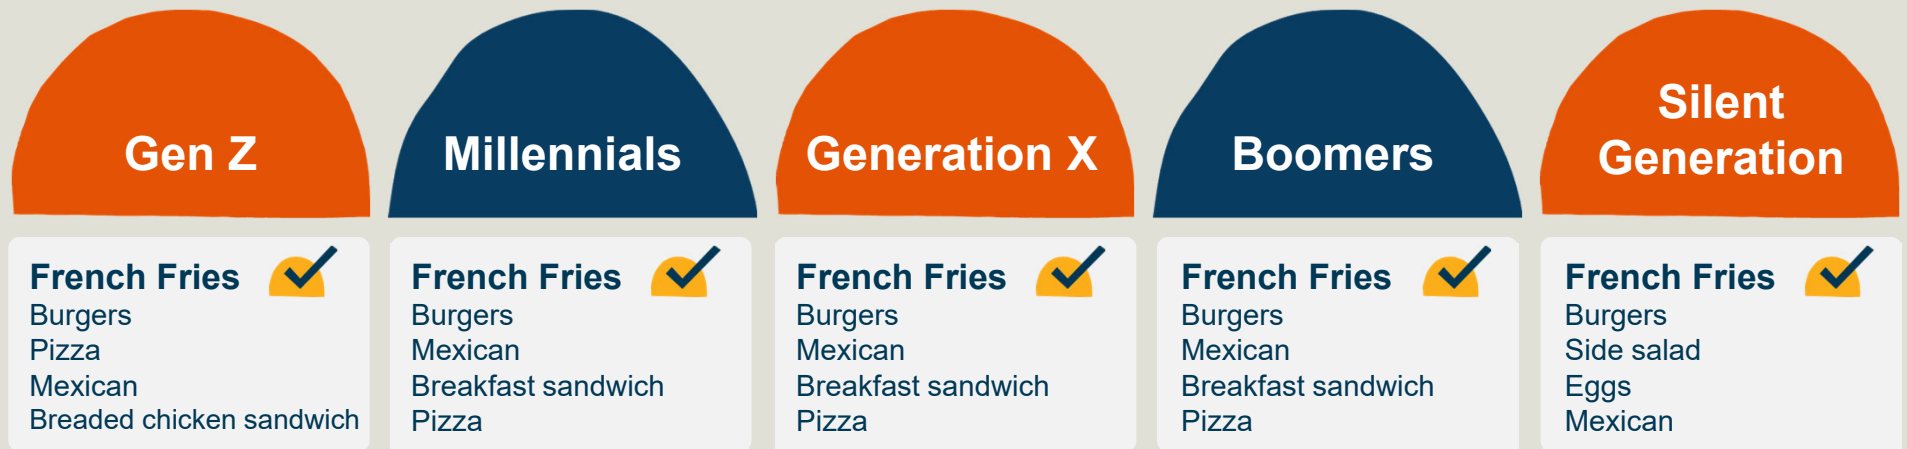 Gen Z
French Fries
Burgers
Pizza
Mexican
Breaded chicken sandwich
Millennials
French Fries
Burgers
Mexican
Breakfast sandwich
Pizza
Generation X
French Fries
Burgers
Mexican
Breakfast sandwich
Pizza
Boomers
French Fries
Burgers
Mexican
Breakfast sandwich
Pizza
Silent
Generation
French Fries
Burgers
Side salad
Eggs
Mexican